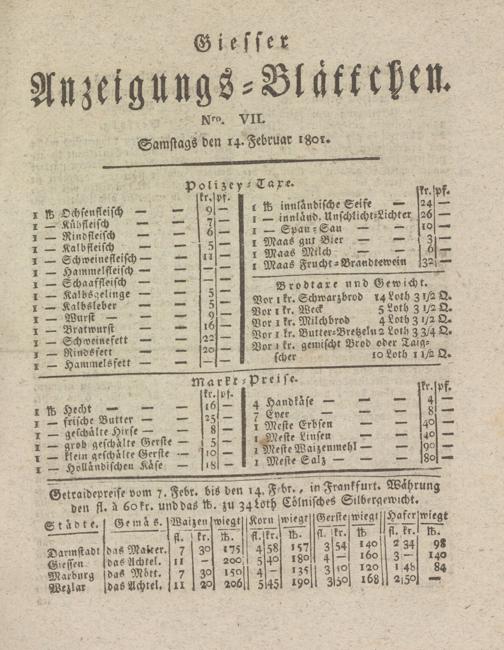 Giesser
Anzeigungs-Blättchen.
Nro. VII.
Samstags den 14. Februar 1801.
Polizey-Taxe.
kr. pf.
1 ℔ Ochsenfleisch — — 9 —
1 — Kühfleisch — — 7 —
1 — Rindfleisch — — 6 —
1 — Kalbfleisch — — 5 —
1 — Schweinefleisch — — 11 —
1 — Hammelfleisch — —
1 — Schaaffleisch — —
1 — Kalbsgelinge — — 5 —
1 — Kalbsleber — — 5 —
1 — Wurst — — 9 —
1 — Bratwurst — — 16 —
1 — Schweinefett — — 22 —
1 — Rindsfett — — 20 —
1 — Hammelsfett — —
kr. pf.
1 ℔ innländische Seife — 24 —
1 — innländ. Unschlicht-Lichter 26 —
1 — Spau-Sau — — 10 —
1 Maas gut Bier — — 3 —
1 Maas Milch — — 6 —
1 Maas Frucht-Brandtewein 32 —
Brodtaxe und Gewicht.
Vor 1 kr. Schwarzbrod 14 Loth 3 1/2 Q.
Vor 1 kr. Weck 5 Loth 3 1/2 Q.
Vor 1 kr. Milchbrod 4 Loth 3 1/2 Q.
Vor 1 kr. Butter-Bretzeln 2 Loth 3 3/4 Q.
Vor 1 kr. gemischt Brod oder Taig-
scher 10 Loth 1 1/2 Q.
Markt-Preise.
kr. pf.
1 ℔ Hecht — — — 16 —
1 — frische Butter — — 25 —
1 — geschälte Hirse — — 8 —
1 — grob geschälte Gerste — 5 —
1 — klein geschälte Gerste — 10 —
1 — Holländischen Käse — 18 —
kr. pf.
4 Handkäse — — 4 —
7 Eyer — — — 8 —
1 Meste Erbsen — — 40 —
1 Meste Linsen — — 40 —
1 Meste Waizenmehl — 90 —
1 Meste Salz — — 80 —
Getraidepreise vom 7. Febr. bis den 14. Febr., in Frankfurt. Währung
den fl. à 60 kr. und das ℔. zu 34 Loth Cölnisches Silbergewicht.
Städte. Gemäs. Waizen wiegt Korn wiegt Gerste wiegt Hafer wiegt
fl. kr. ℔. fl. kr. ℔. fl. kr. ℔. fl. kr. ℔.
Darmstadt das Malter. 7 30 175 4 58 157 3 54 140 2 34 98
Giessen das Achtel. 11 — 200 5 40 180 4 — 160 3 — 140
Marburg das Mött. 7 30 150 4 — 135 3 10 120 1 48 84
Wezlar das Achtel. 11 20 206 5 45 190 3 50 168 2 50 —